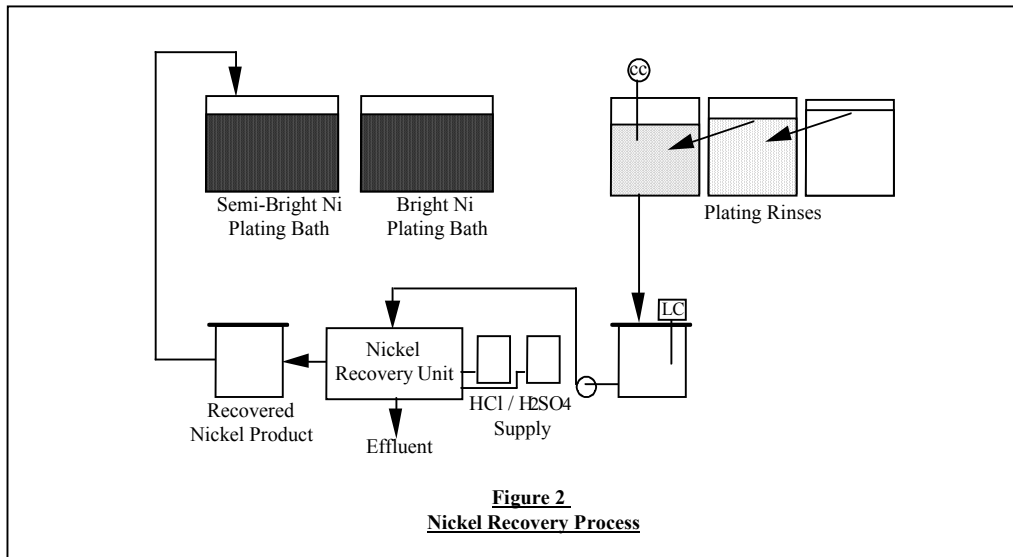 cc
Semi-Bright Ni
Plating Bath
Bright Ni
Plating Bath
Plating Rinses
LC
Nickel
Recovery Unit
Recovered
Nickel Product
HCl / H2SO4
Supply
Effluent
Figure 2
Nickel Recovery Process